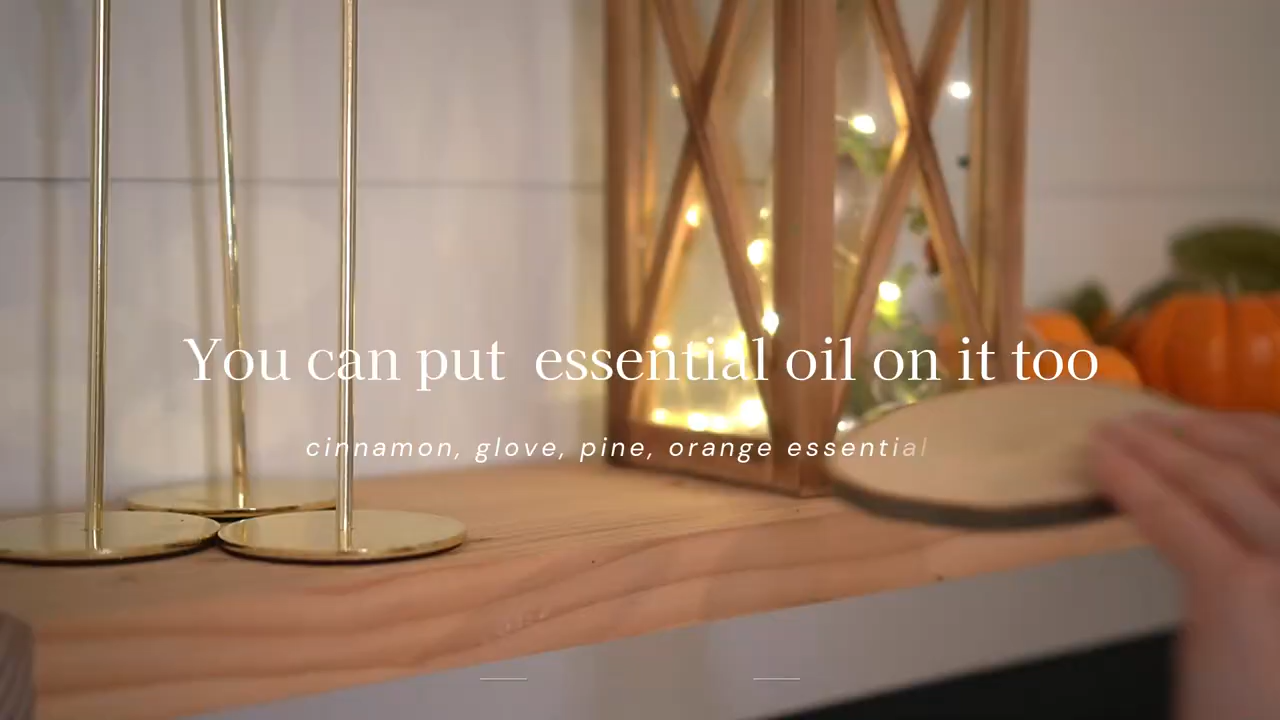 You can put  essential oil on it too
cinnamon, glove, pine, orange essential